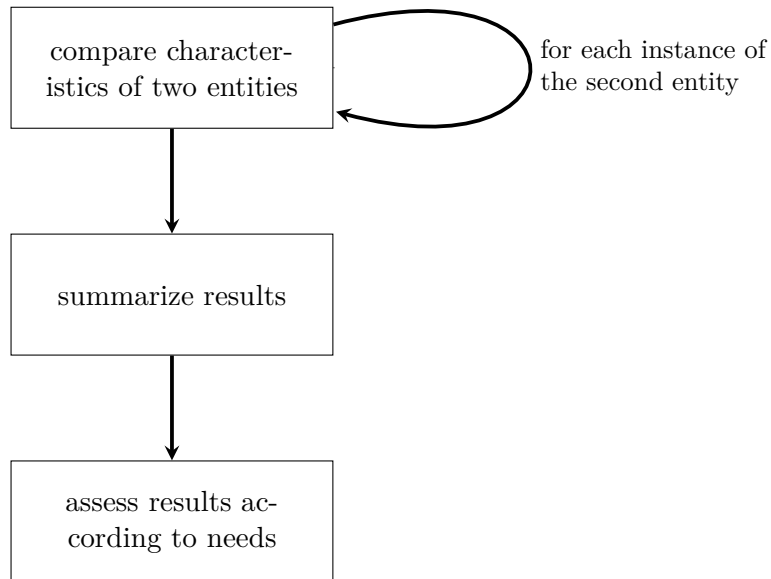 compare character-
istics of two entities
for each instance of
the second entity
summarize results
assess results ac-
cording to needs